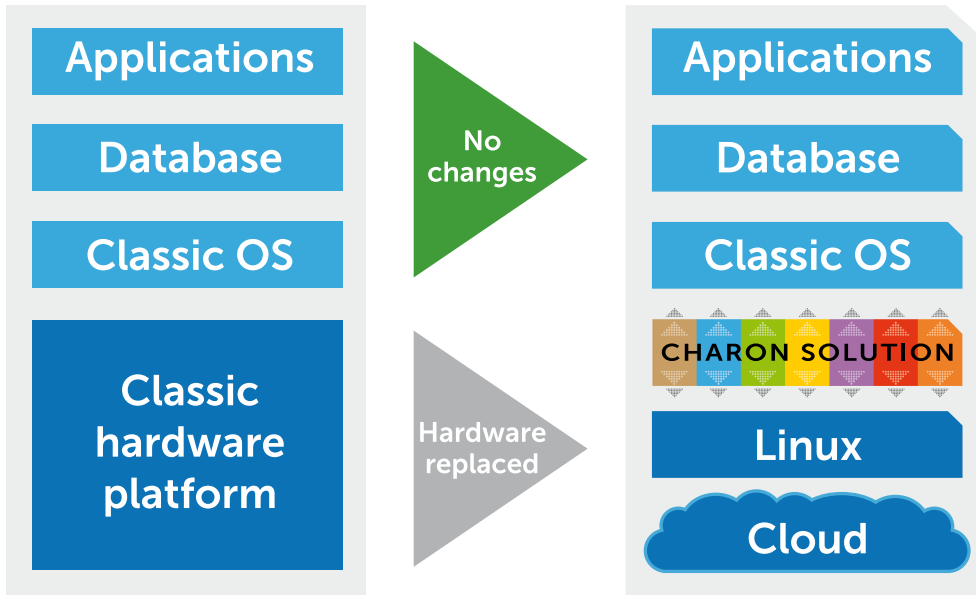 Applications
Database
Classic OS
Classic
hardware
platform
No
changes
Hardware
replaced
Applications
Database
Classic OS
CHARON SOLUTION
Linux
Cloud